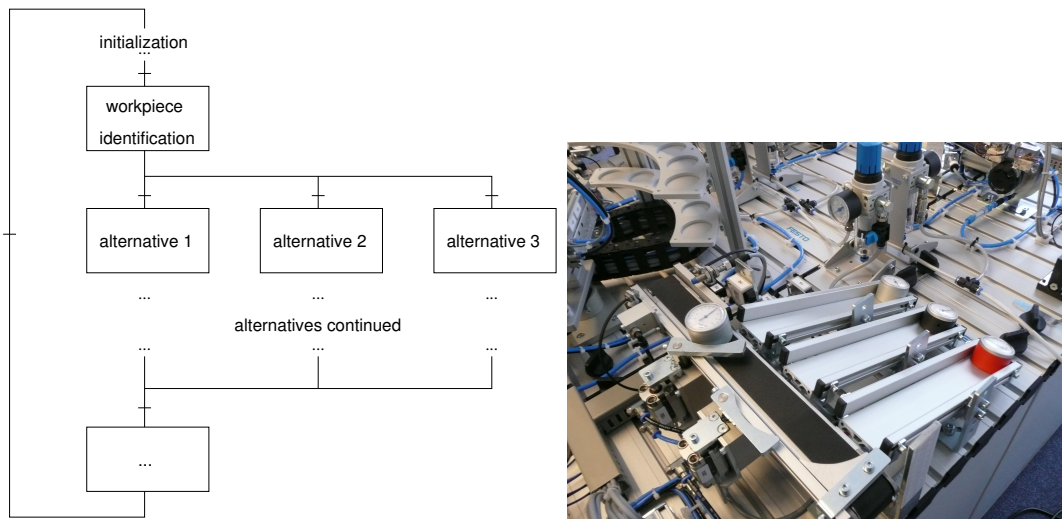 initialization
...
workpiece
identification
alternative 1
alternative 2
alternative 3
...
...
...
alternatives continued
...
...
...
...
FESTO